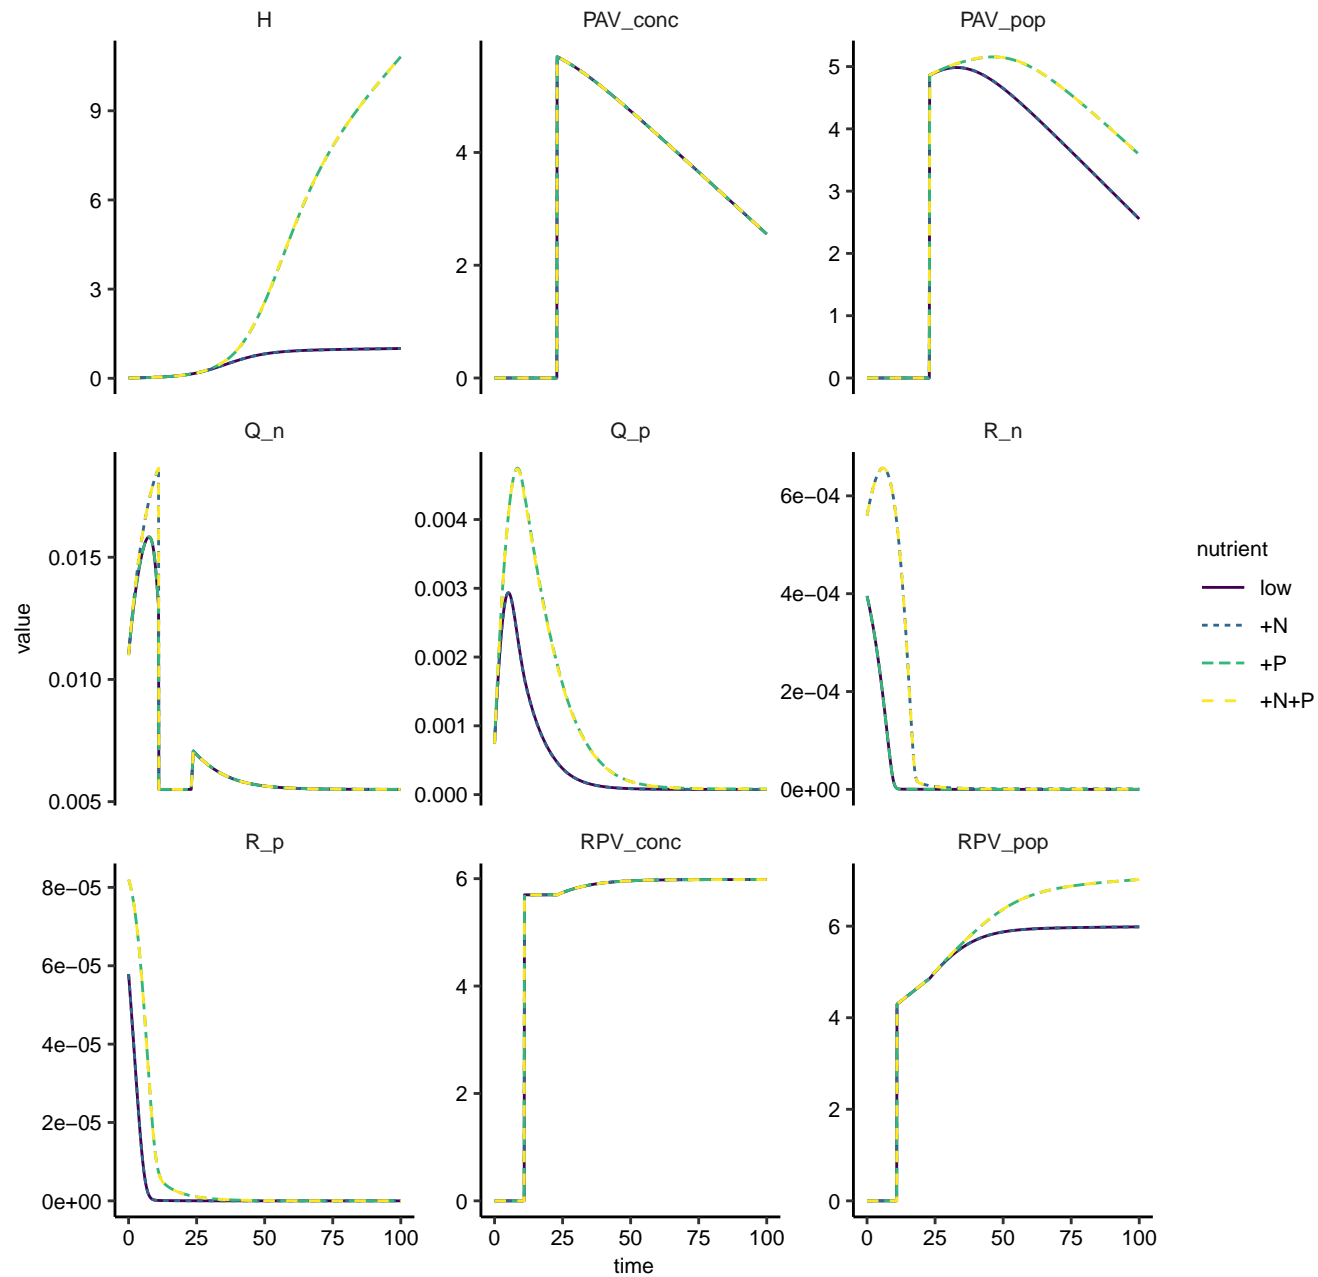 H
PAV_conc
PAV_pop
9
6
3
0
4
2
0
5
4
3
2
1
0
Q_n
Q_p
R_n
0.015
0.010
0.005
0.004
0.003
0.002
0.001
0.000
6e−04
4e−04
2e−04
0e+00
value
nutrient
low
+N
+P
+N+P
R_p
RPV_conc
RPV_pop
8e−05
6e−05
4e−05
2e−05
0e+00
6
4
2
0
6
4
2
0
0 25 50 75 100
0 25 50 75 100
0 25 50 75 100
time